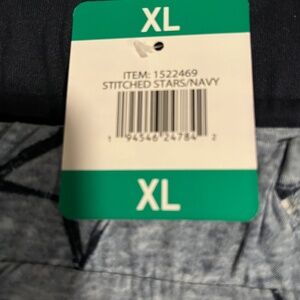 XL
ITEM: 1522469
STITCHED STARS/NAVY
1 94546 24784 2
XL